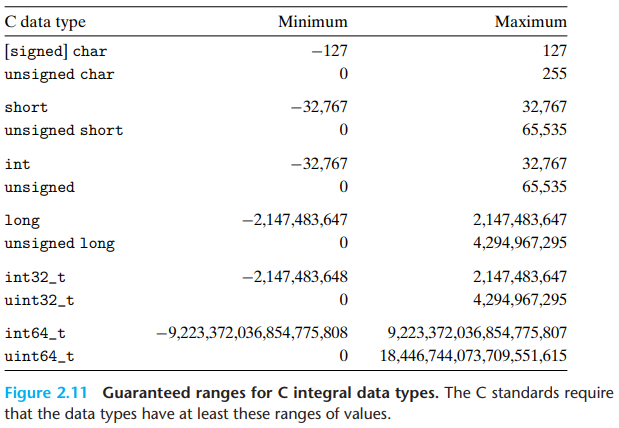 C data type Minimum Maximum
[signed] char −127 127
unsigned char 0 255
short −32,767 32,767
unsigned short 0 65,535
int −32,767 32,767
unsigned 0 65,535
long −2,147,483,647 2,147,483,647
unsigned long 0 4,294,967,295
int32_t −2,147,483,648 2,147,483,647
uint32_t 0 4,294,967,295
int64_t −9,223,372,036,854,775,808 9,223,372,036,854,775,807
uint64_t 0 18,446,744,073,709,551,615
Figure 2.11 Guaranteed ranges for C integral data types. The C standards require
that the data types have at least these ranges of values.